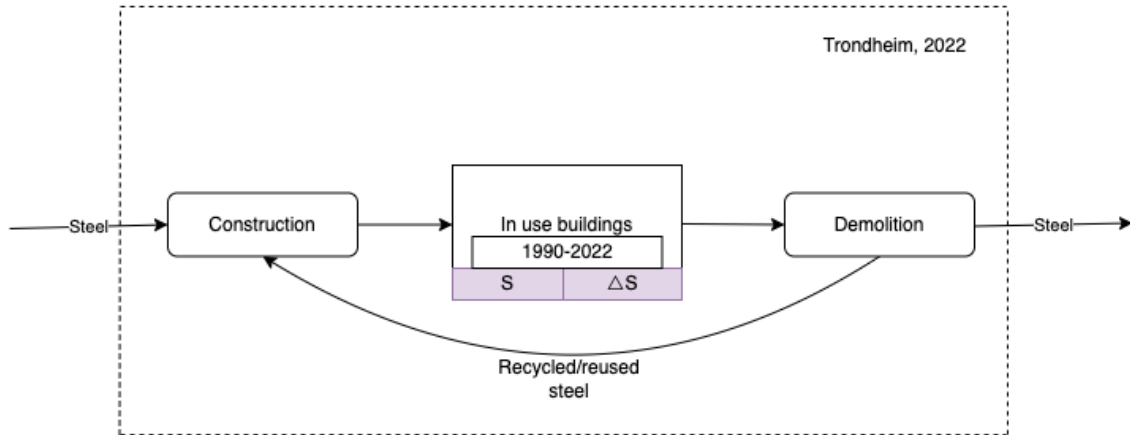 Trondheim, 2022
Steel
Construction
In use buildings
1990-2022
S
△S
Demolition
Steel
Recycled/reused
steel